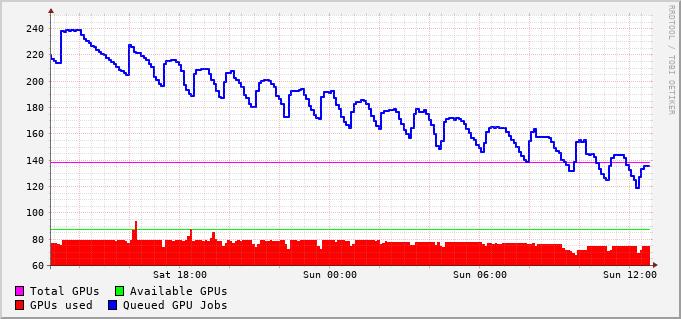 240
220
200
180
160
140
120
100
80
60
Sat 18:00 Sun 00:00 Sun 06:00 Sun 12:00
Total GPUs Available GPUs
GPUs used Queued GPU Jobs
RRDTOOL / TOBI OETIKER